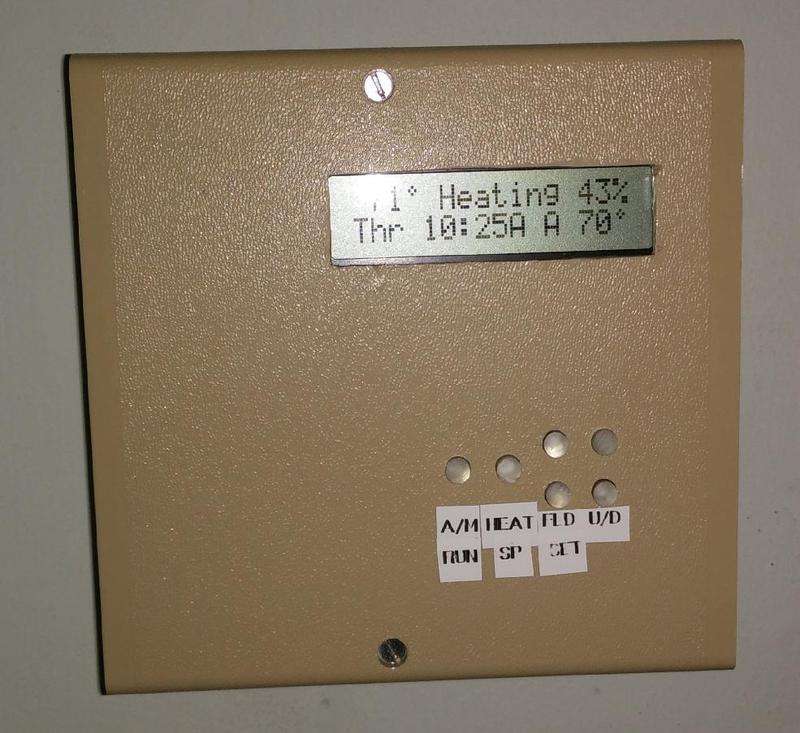 Heating 43%
Thr 10:25A A 70°
A/M HEAT FLD U/D
RUN SP SET